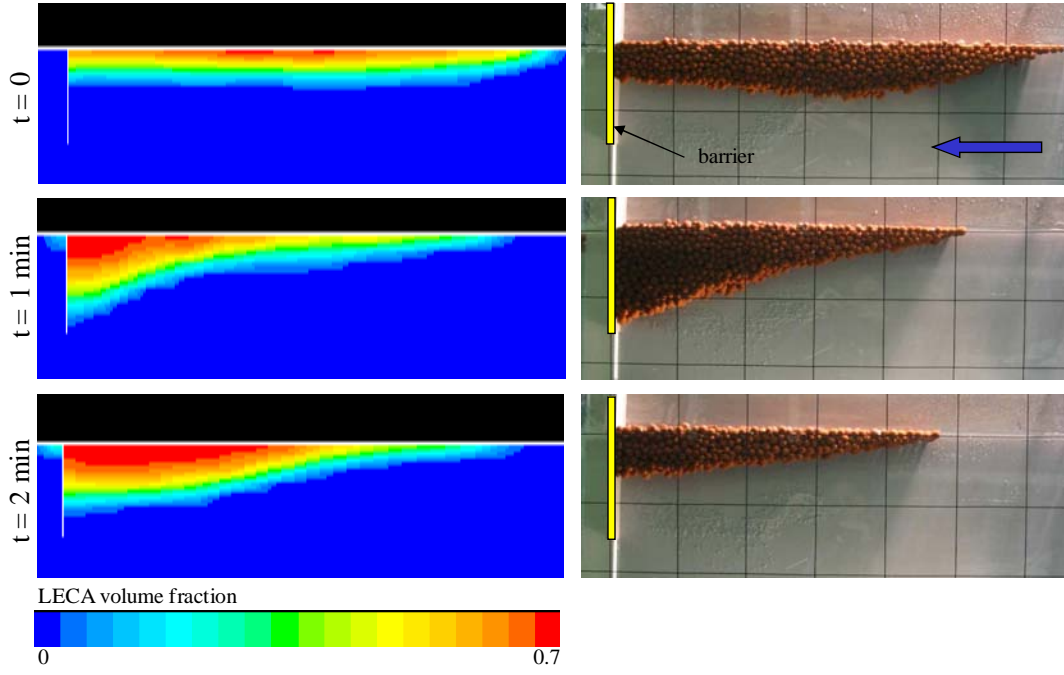 t = 0
barrier
t = 1 min
t = 2 min
LECA volume fraction
0
0.7